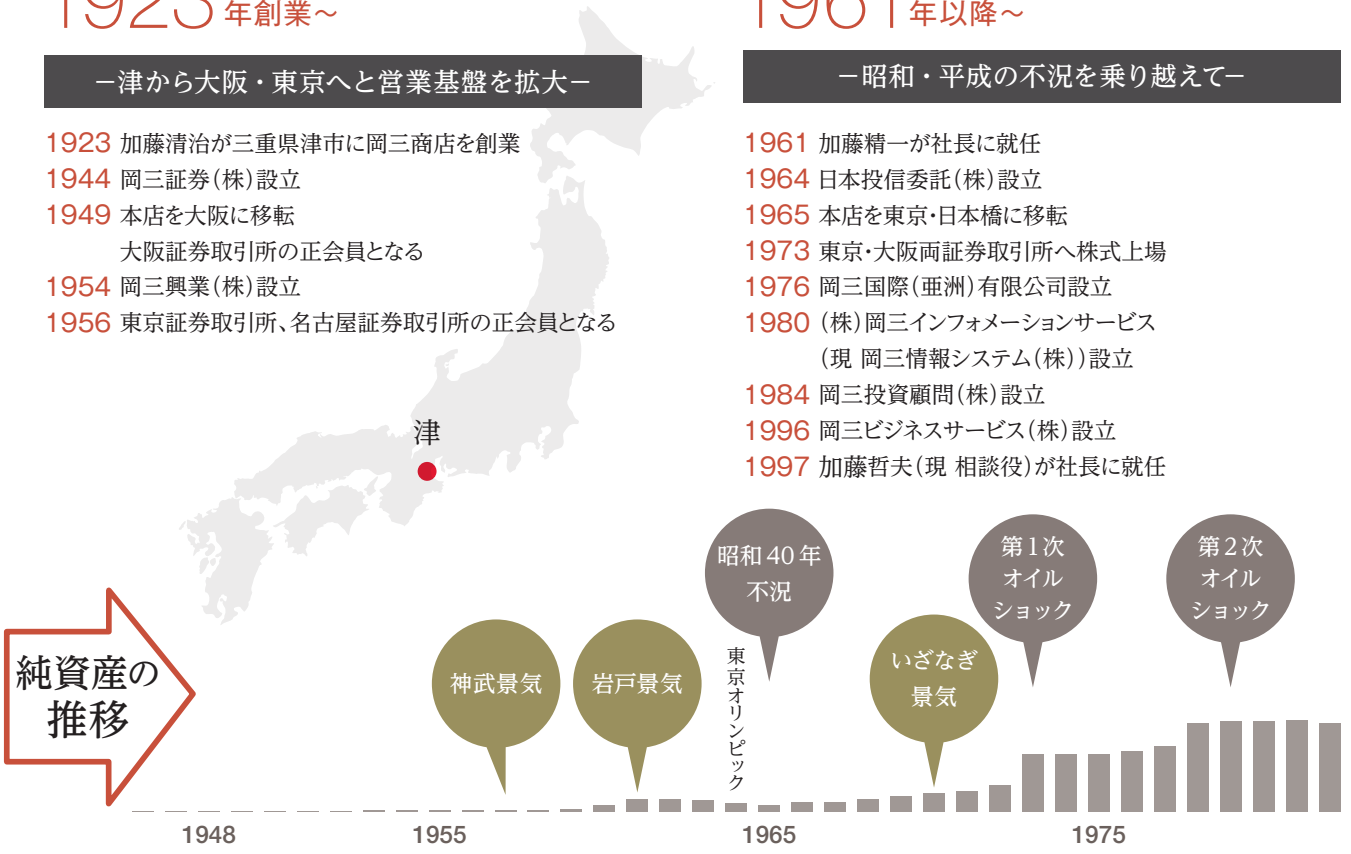 1923年創業～
－津から大阪・東京へと営業基盤を拡大－
1923 加藤清治が三重県津市に岡三商店を創業
1944 岡三証券(株)設立
1949 本店を大阪に移転
大阪証券取引所の正会員となる
1954 岡三興業(株)設立
1956 東京証券取引所、名古屋証券取引所の正会員となる
津
1961年以降～
－昭和・平成の不況を乗り越えて－
1961 加藤精一が社長に就任
1964 日本投信委託(株)設立
1965 本店を東京・日本橋に移転
1973 東京・大阪両証券取引所へ株式上場
1976 岡三国際(亜洲)有限公司設立
1980 (株)岡三インフォメーションサービス
(現 岡三情報システム(株))設立
1984 岡三投資顧問(株)設立
1996 岡三ビジネスサービス(株)設立
1997 加藤哲夫(現 相談役)が社長に就任
純資産の
推移
神武景気
岩戸景気
東京オリンピック
昭和40年
不況
いざなぎ
景気
第1次
オイル
ショック
第2次
オイル
ショック
1948
1955
1965
1975